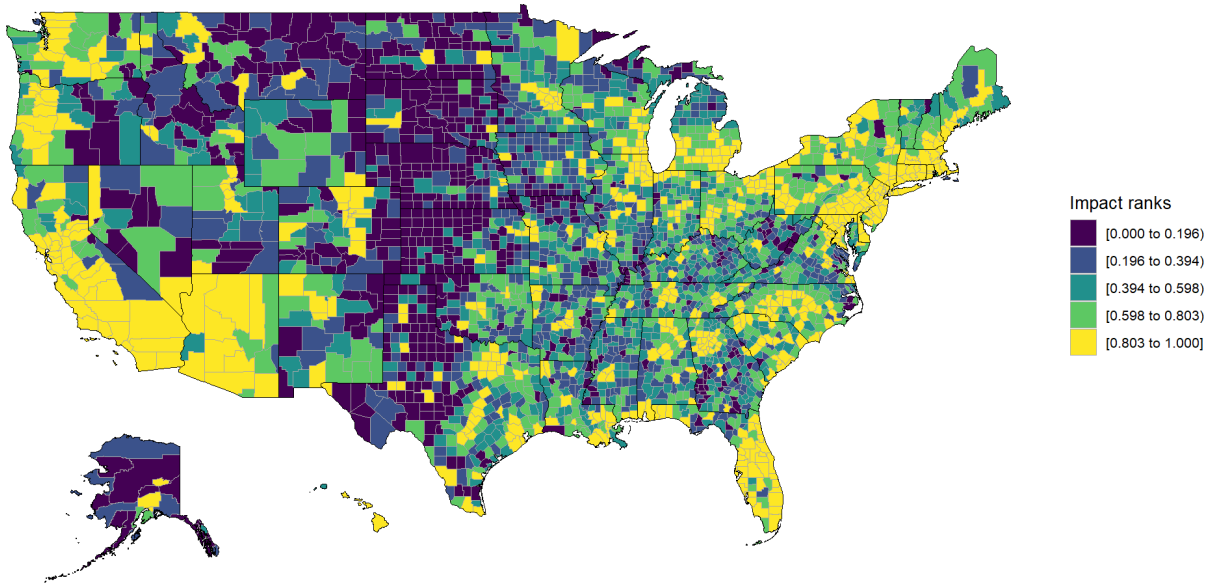 Impact ranks
[0.000 to 0.196)
[0.196 to 0.394)
[0.394 to 0.598)
[0.598 to 0.803)
[0.803 to 1.000]